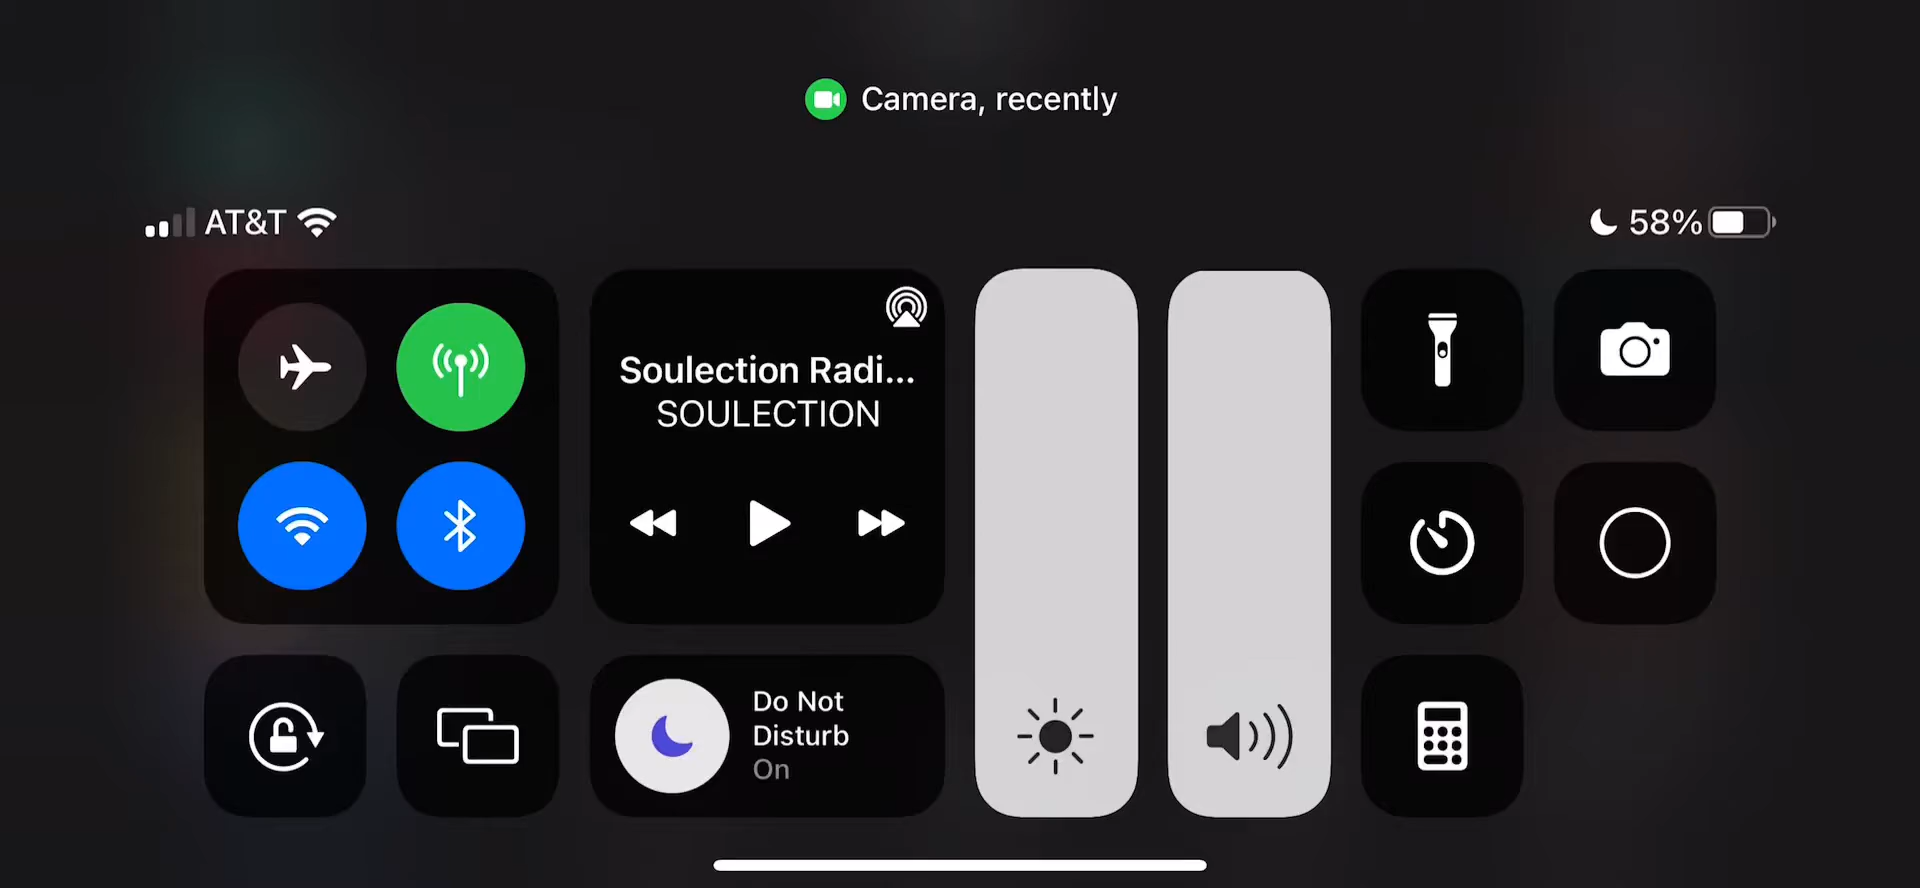 Camera, recently
AT&T
58%
Soulection Radi...
SOULECTION
Do Not
Disturb
On